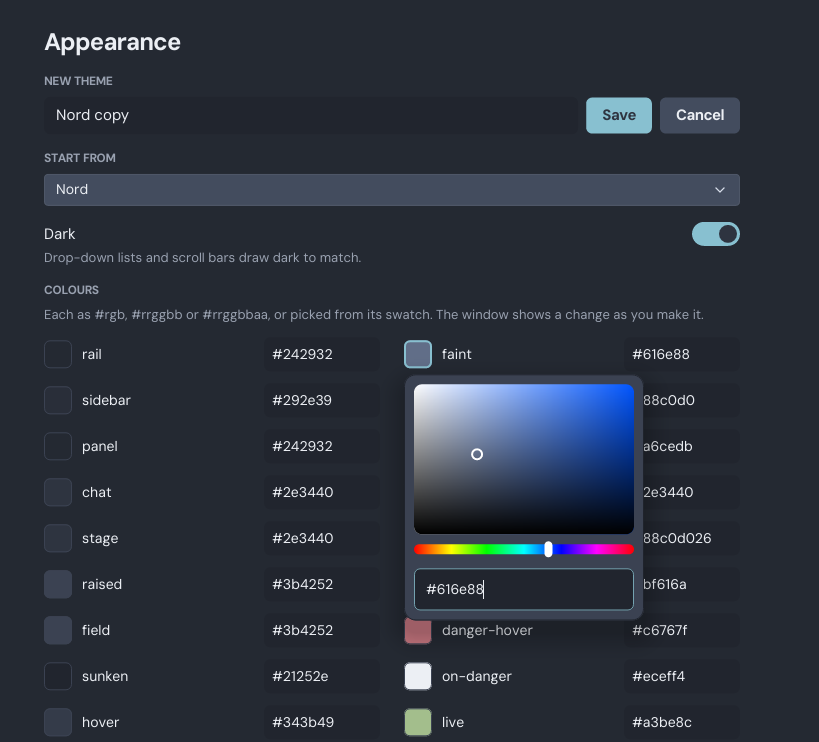 Appearance
NEW THEME
Nord copy
Save
Cancel
START FROM
Nord
Dark
Drop-down lists and scroll bars draw dark to match.
COLOURS
Each as #rgb, #rrggbb or #rrggbbaa, or picked from its swatch. The window shows a change as you make it.
rail #242932 faint #616e88
sidebar #292e39 88c0d0
panel #242932 a6cedb
chat #2e3440 2e3440
stage #2e3440 88c0d026
raised #3b4252 #616e88 bf616a
field #3b4252 danger-hover #c6767f
sunken #21252e on-danger #eceff4
hover #343b49 live #a3be8c